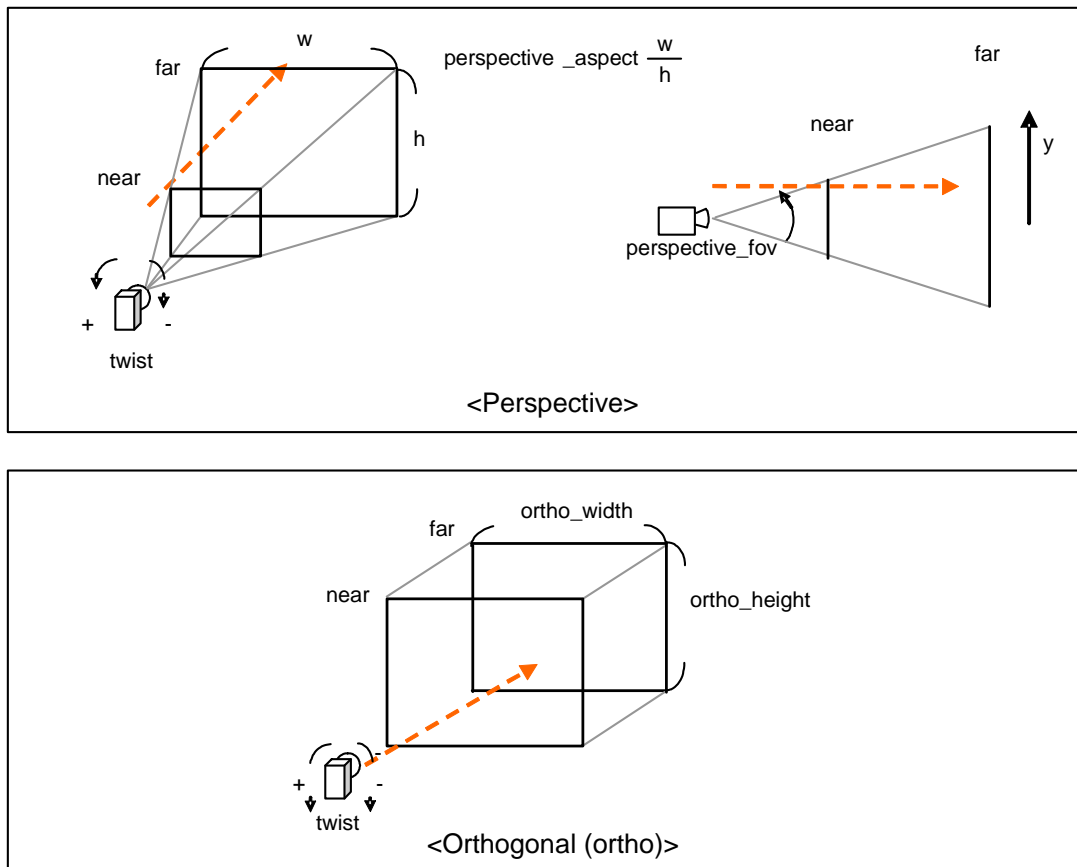 w
far
perspective _aspect w
h
h
near
+
-
twist
far
near
y
perspective_fov
<Perspective>
ortho_width
far
near
ortho_height
-
+
-
twist
<Orthogonal (ortho)>